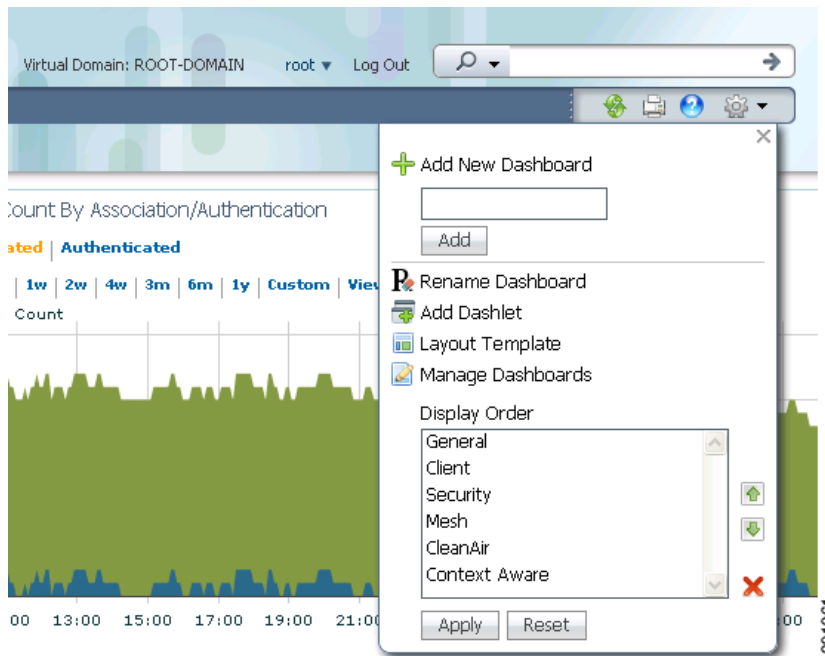 Virtual Domain: ROOT-DOMAIN root Log Out
Add New Dashboard
Add
Count By Association/Authentication
Authenticated
1w | 2w | 4w | 3m | 6m | 1y | Custom
Count
Rename Dashboard
Add Dashlet
Layout Template
Manage Dashboards
Display Order
General
Client
Security
Mesh
CleanAir
Context Aware
Apply Reset
00 13:00 15:00 17:00 19:00 21:00 :00